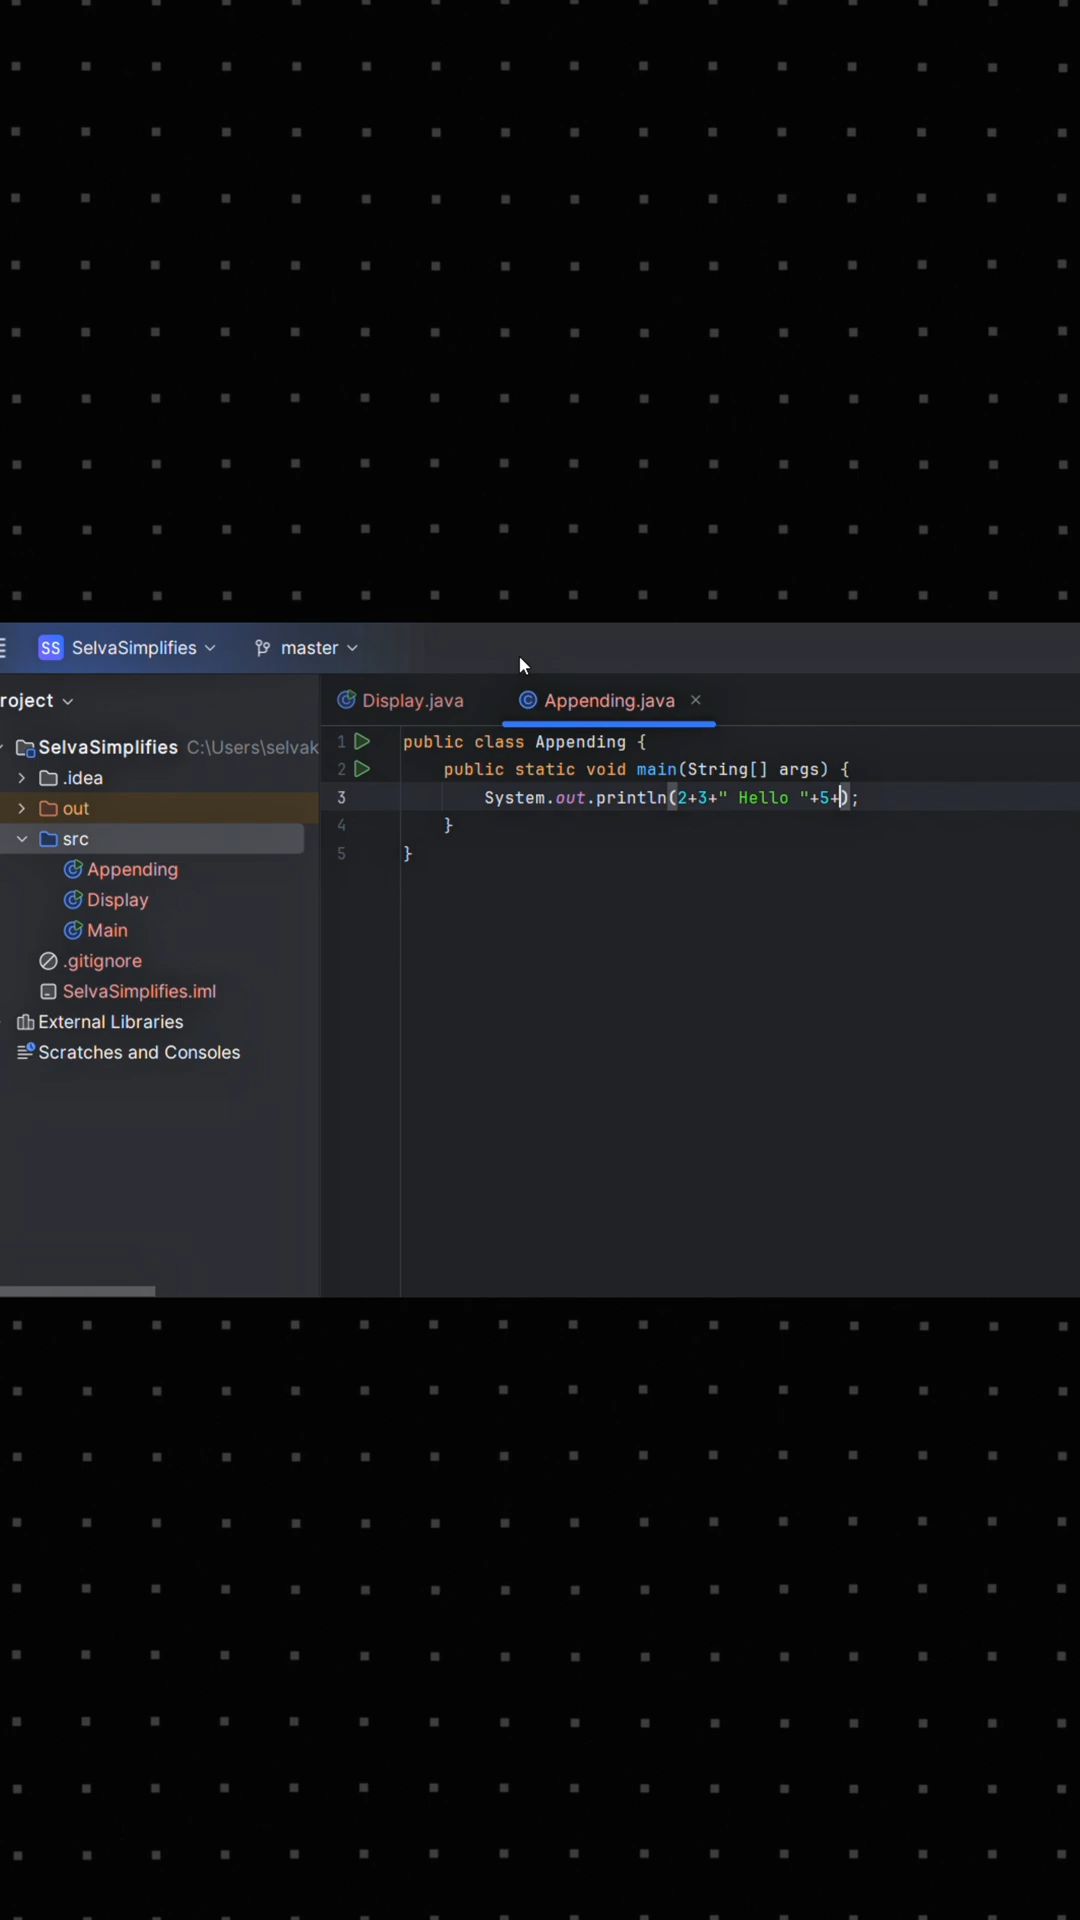 SS SelvaSimplifies master
roject
Display.java Appending.java
SelvaSimplifies C:\Users\selvak
.idea
out
src
Appending
Display
Main
.gitignore
SelvaSimplifies.iml
External Libraries
Scratches and Consoles
1 public class Appending {
2 public static void main(String[] args) {
3 System.out.println(2+3+" Hello "+5+);
4 }
5 }